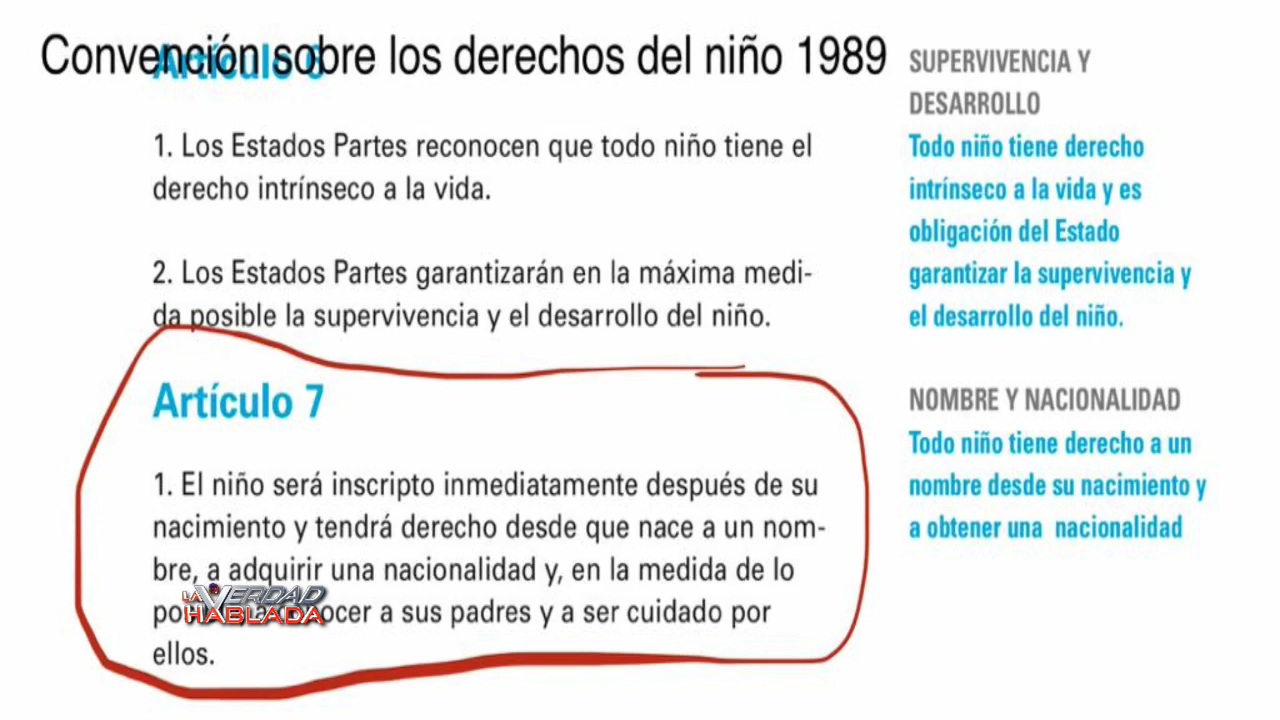 Convención sobre los derechos del niño 1989
Artículo 6
1. Los Estados Partes reconocen que todo niño tiene el
derecho intrínseco a la vida.
2. Los Estados Partes garantizarán en la máxima medi-
da posible la supervivencia y el desarrollo del niño.
Artículo 7
1. El niño será inscripto inmediatamente después de su
nacimiento y tendrá derecho desde que nace a un nom-
bre, a adquirir una nacionalidad y, en la medida de lo
a sus padres y a ser cuidado por
ellos.
LA VERDAD
HABLADA
SUPERVIVENCIA Y
DESARROLLO
Todo niño tiene derecho
intrínseco a la vida y es
obligación del Estado
garantizar la supervivencia y
el desarrollo del niño.
NOMBRE Y NACIONALIDAD
Todo niño tiene derecho a un
nombre desde su nacimiento y
a obtener una nacionalidad